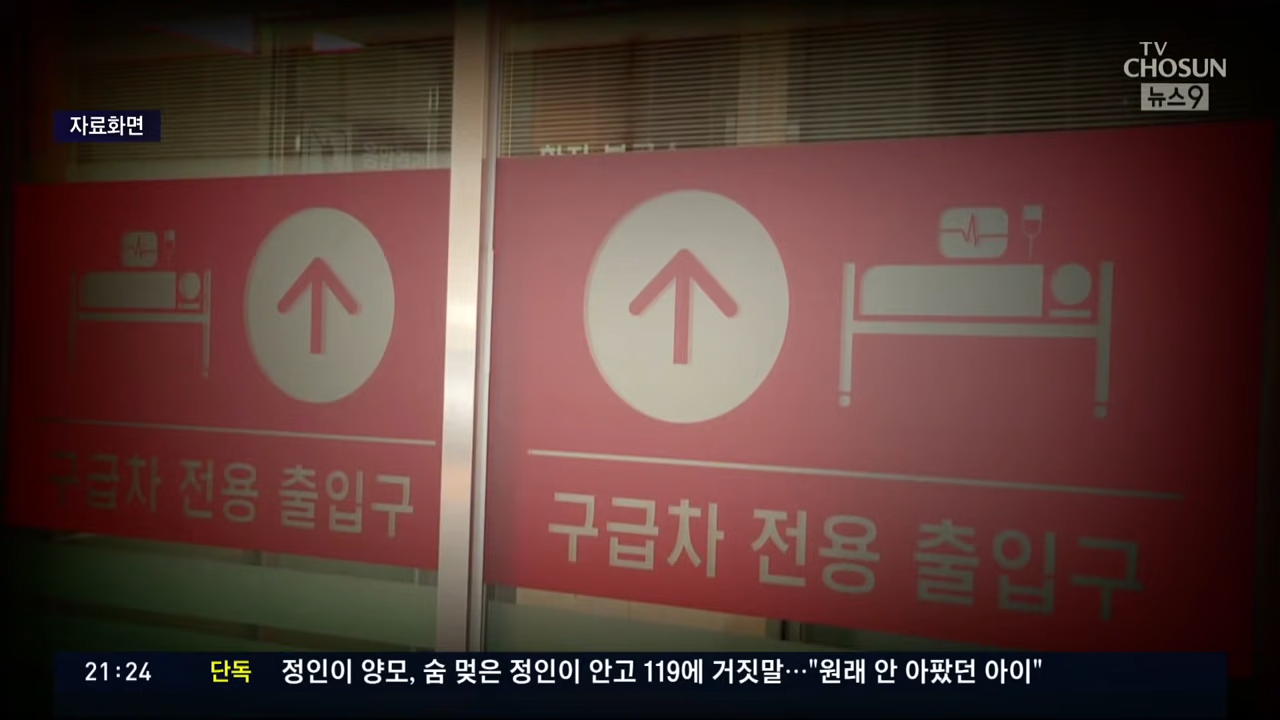 TV
CHOSUN
뉴스9
자료화면
구급차 전용 출입구
구급차 전용 출입구
21:24 단독 정인이 양모, 숨 멎은 정인이 안고 119에 거짓말…"원래 안 아팠던 아이"